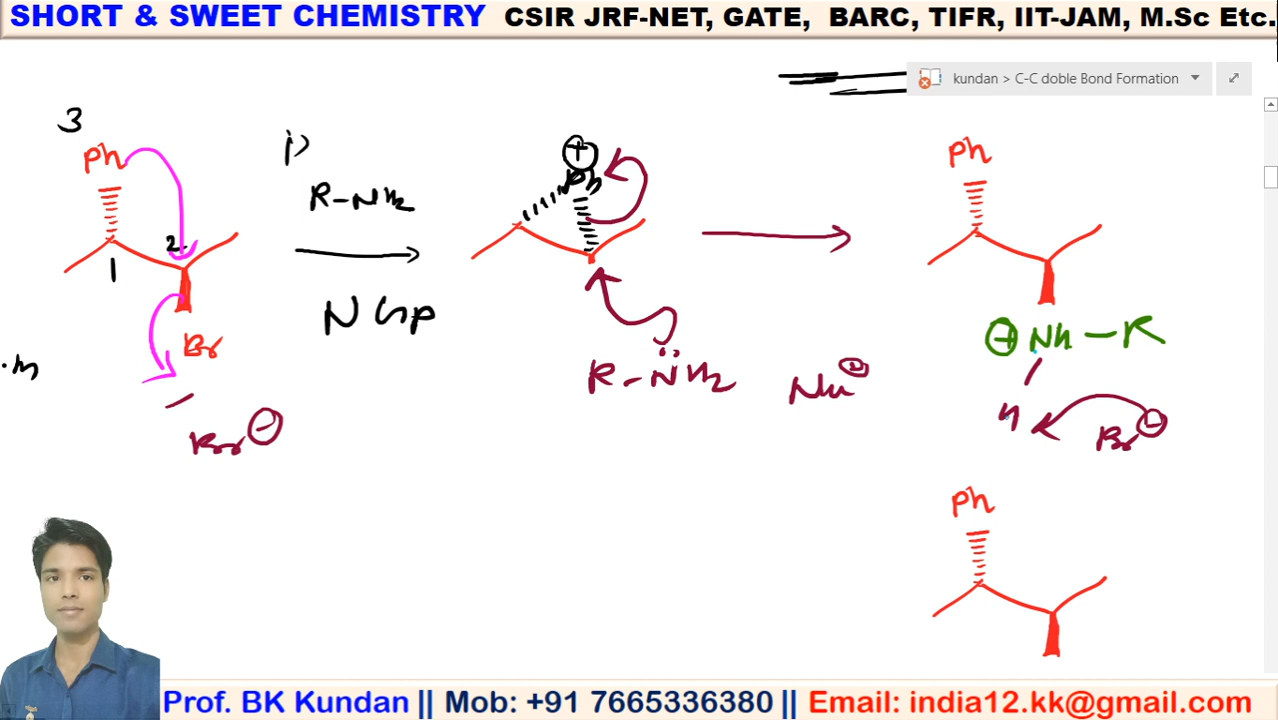 SHORT & SWEET CHEMISTRY CSIR JRF-NET, GATE, BARC, TIFR, IIT-JAM, M.Sc Etc.
kundan > C-C doble Bond Formation
3
Ph
i)
R-NH2
NGP
1
2
Br
Br ⊖
⊕
Ph
R-N̈H2
Nu
Ph
⊕ NH-R
H
Br ⊖
Ph
Prof. BK Kundan || Mob: +91 7665336380 || Email: india12.kk@gmail.com